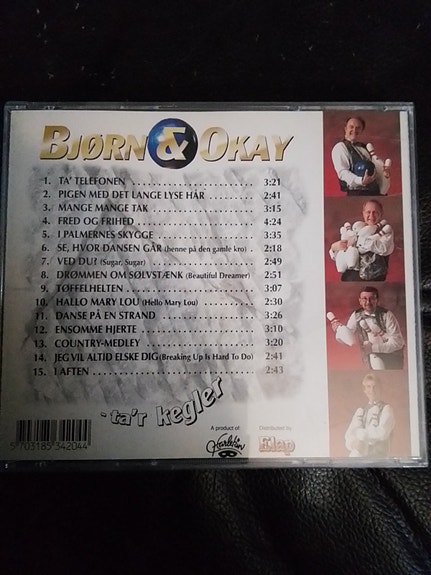 BJØRN & OKAY
1. TA' TELEFONEN 3:21
2. PIGEN MED DET LANGE LYSE HÅR 2:41
3. MANGE MANGE TAK 3:15
4. FRED OG FRIHED 4:24
5. I PALMERNES SKYGGE 3:35
6. SE, HVOR DANSEN GÅR (henne på den gamle kro) 2:18
7. VED DU? (Sugar, Sugar) 2:49
8. DRØMMEN OM SØLVSTÆNK (Beautiful Dreamer) 2:51
9. TØFFELHELTEN 3:07
10. HALLO MARY LOU (Hello Mary Lou) 2:30
11. DANSE PÅ EN STRAND 3:26
12. ENSOMME HJERTE 3:10
13. COUNTRY-MEDLEY 3:20
14. JEG VIL ALTID ELSKE DIG (Breaking Up Is Hard To Do) 2:41
15. I AFTEN 2:43
- ta'r kegler
5703185342044
A product of
Harlekin
Distributed by
Elap